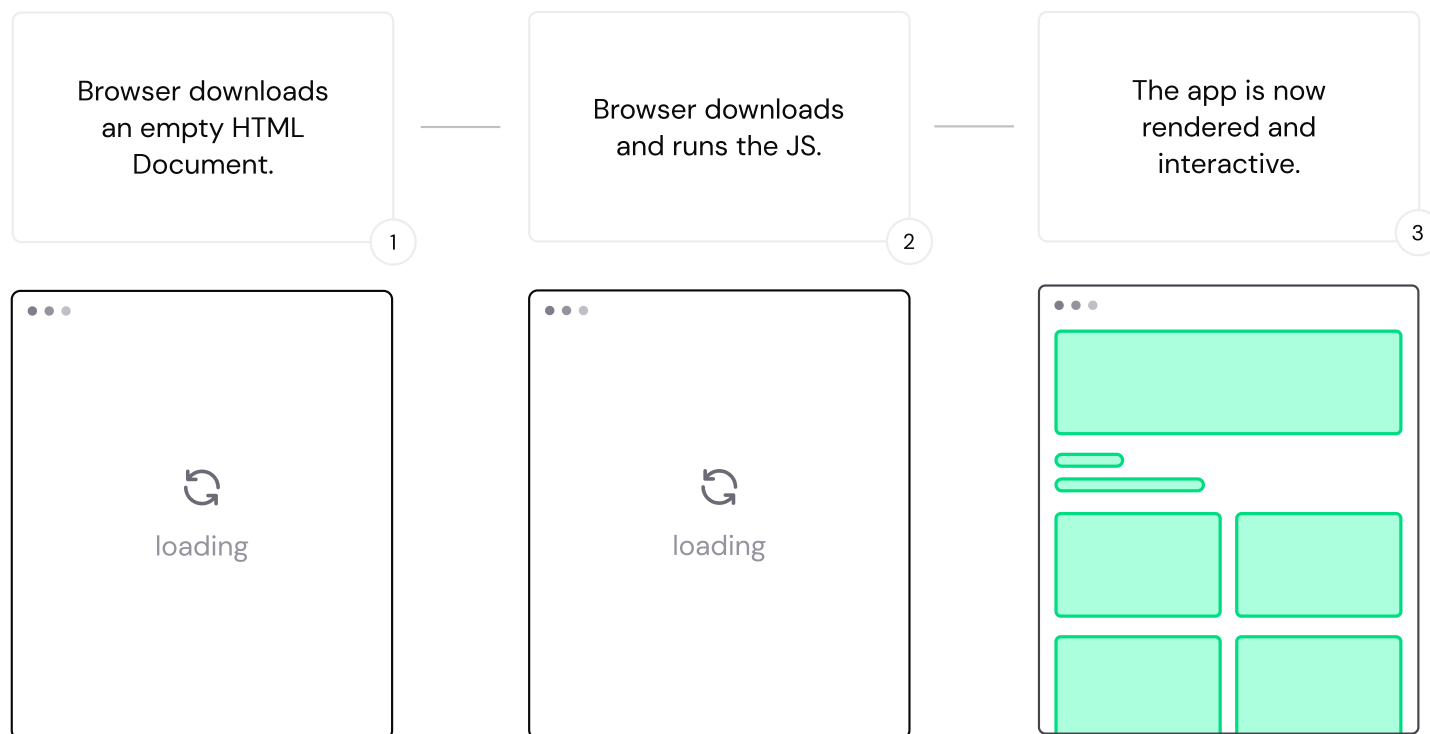 Browser downloads
an empty HTML
Document.
1
Browser downloads
and runs the JS.
2
The app is now
rendered and
interactive.
3
loading
loading